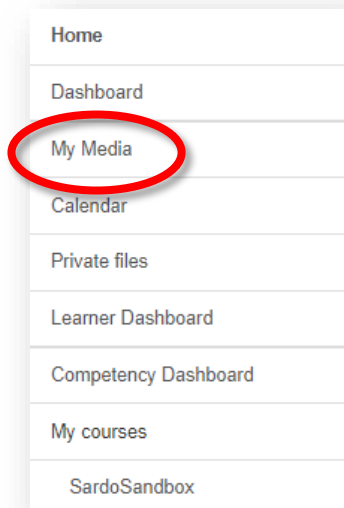 Home
Dashboard
My Media
Calendar
Private files
Learner Dashboard
Competency Dashboard
My courses
SardoSandbox